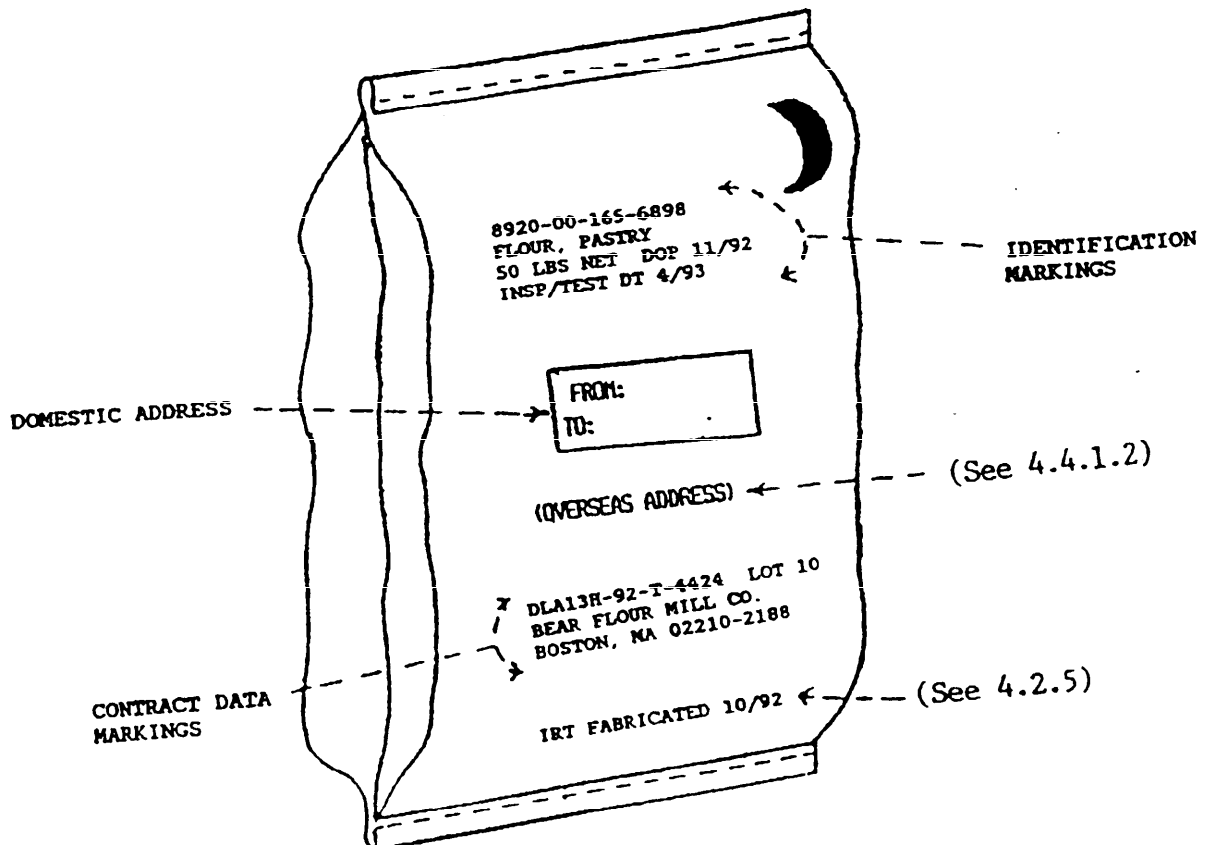 8920-00-165-6898
FLOUR, PASTRY
50 LBS NET DOP 11/92
INSP/TEST DT 4/93
IDENTIFICATION
MARKINGS
FROM:
TO:
DOMESTIC ADDRESS
(OVERSEAS ADDRESS)
(See 4.4.1.2)
DLA13H-92-T-4424 LOT 10
BEAR FLOUR MILL CO.
BOSTON, MA 02210-2188
CONTRACT DATA
MARKINGS
IRT FABRICATED 10/92
(See 4.2.5)